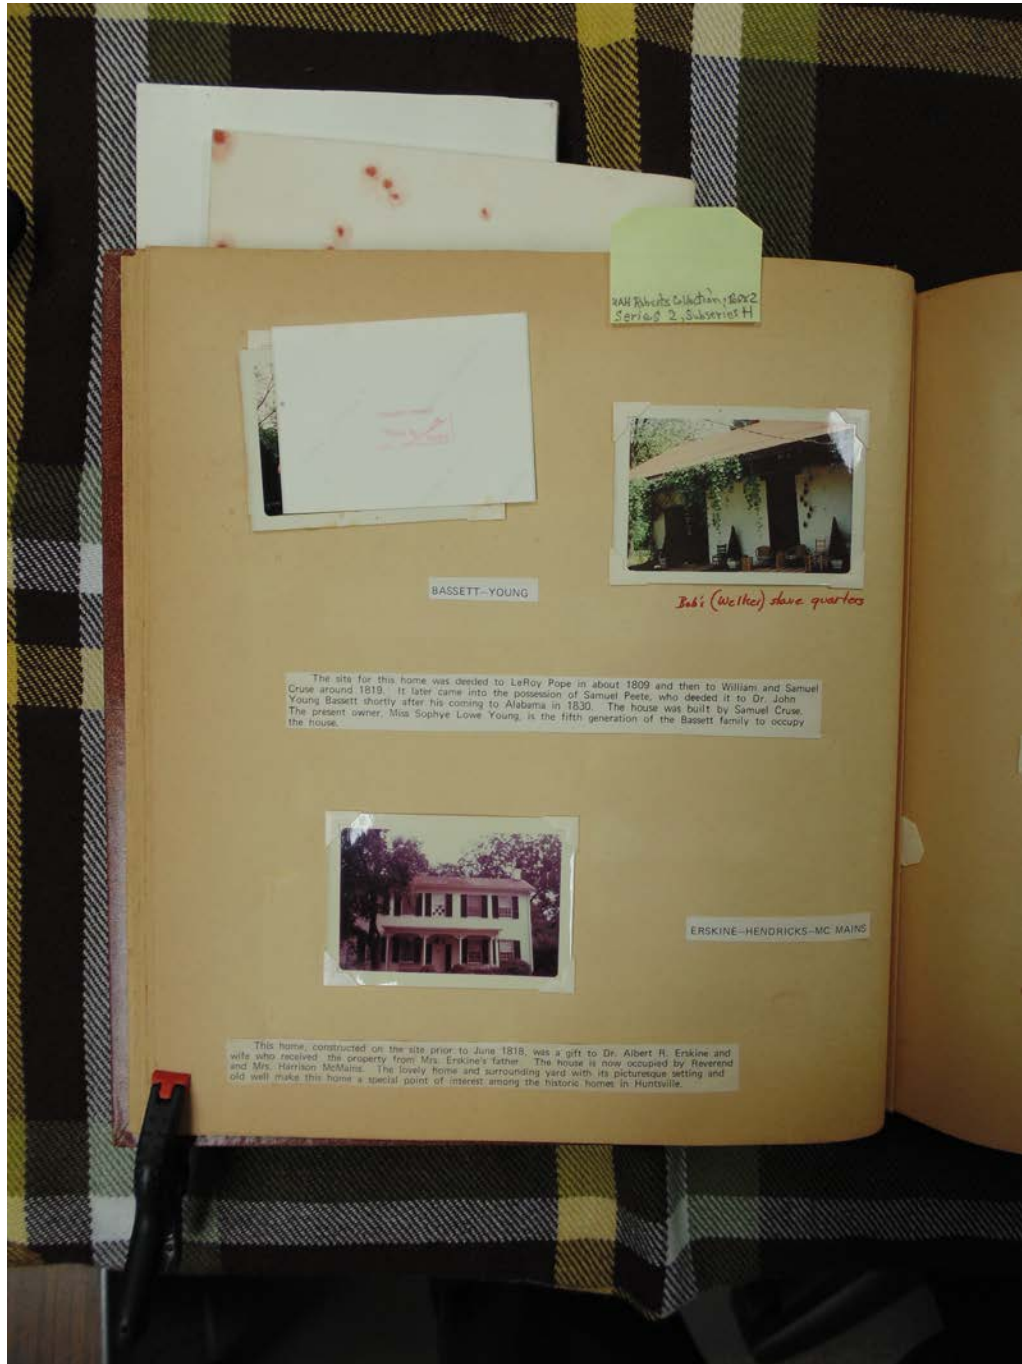 Roberts Collection, Box 2
Series 2, Subseries H
BASSETT-YOUNG
Bob's (Welker) slave quarters
The site for this home was deeded to LeRoy Pope in about 1809 and then to William and Samuel
Cruse around 1819. It later came into the possession of Samuel Peete, who deeded it to Dr. John
Young Bassett shortly after his coming to Alabama in 1830. The house was built by Samuel Cruse.
The present owner, Miss Sophye Lowe Young, is the fifth generation of the Bassett family to occupy
the house.
ERSKINE-HENDRICKS-MC MAINS
This home, constructed on the site prior to June 1818, was a gift to Dr. Albert R. Erskine and
wife who received the property from Mrs. Erskine's father. The house is now occupied by Reverend
and Mrs. Harrison McMains. The lovely home and surrounding yard with its picturesque setting and
old well make this home a special point of interest among the historic homes in Huntsville.